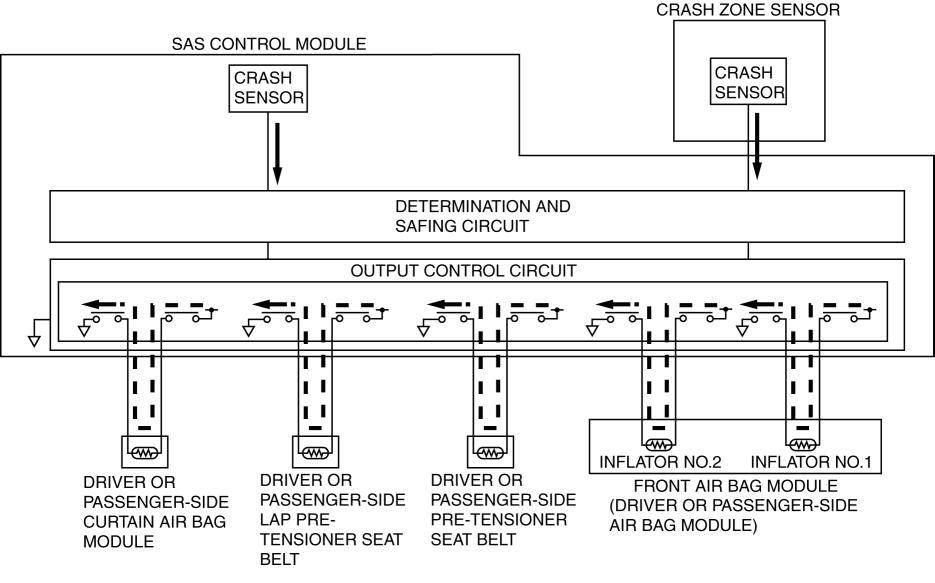 CRASH ZONE SENSOR
SAS CONTROL MODULE
CRASH
SENSOR
CRASH
SENSOR
DETERMINATION AND
SAFING CIRCUIT
OUTPUT CONTROL CIRCUIT
DRIVER OR
PASSENGER-SIDE
CURTAIN AIR BAG
MODULE
DRIVER OR
PASSENGER-SIDE
LAP PRE-
TENSIONER SEAT
BELT
DRIVER OR
PASSENGER-SIDE
PRE-TENSIONER
SEAT BELT
INFLATOR NO.2
INFLATOR NO.1
FRONT AIR BAG MODULE
(DRIVER OR PASSENGER-SIDE
AIR BAG MODULE)